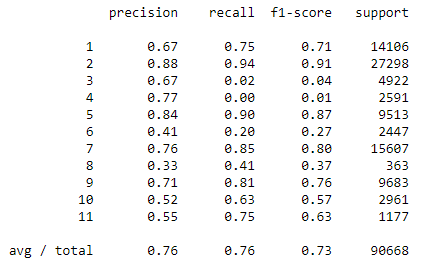 precision recall f1-score support
1 0.67 0.75 0.71 14106
2 0.88 0.94 0.91 27298
3 0.67 0.02 0.04 4922
4 0.77 0.00 0.01 2591
5 0.84 0.90 0.87 9513
6 0.41 0.20 0.27 2447
7 0.76 0.85 0.80 15607
8 0.33 0.41 0.37 363
9 0.71 0.81 0.76 9683
10 0.52 0.63 0.57 2961
11 0.55 0.75 0.63 1177
avg / total 0.76 0.76 0.73 90668